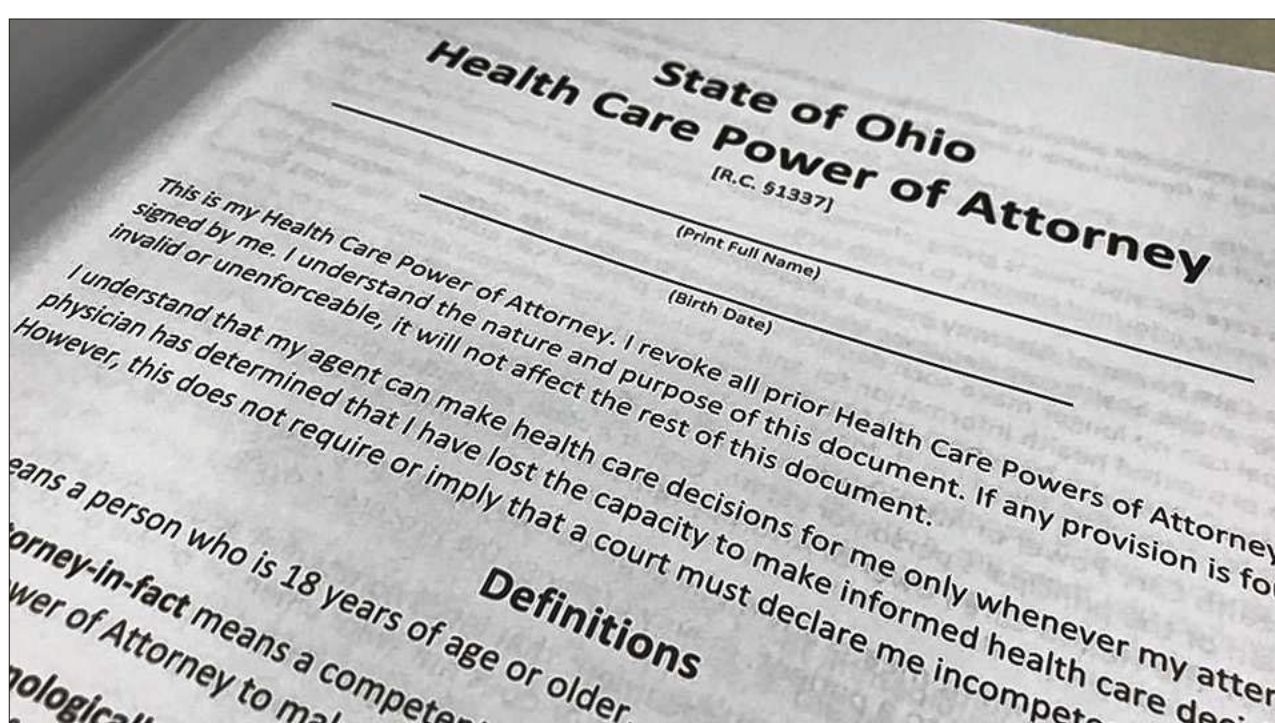 State of Ohio
Health Care Power of Attorney
[R.C. §1337]
(Print Full Name)
(Birth Date)
This is my Health Care Power of Attorney. I revoke all prior Health Care Powers of Attorney
signed by me. I understand the nature and purpose of this document. If any provision is fo
invalid or unenforceable, it will not affect the rest of this document.
I understand that my agent can make health care decisions for me only whenever my atten
physician has determined that I have lost the capacity to make informed health care deci
However, this does not require or imply that a court must declare me incompete
Definitions
eans a person who is 18 years of age or older.
torney-in-fact means a competent
wer of Attorney to mak
nologically